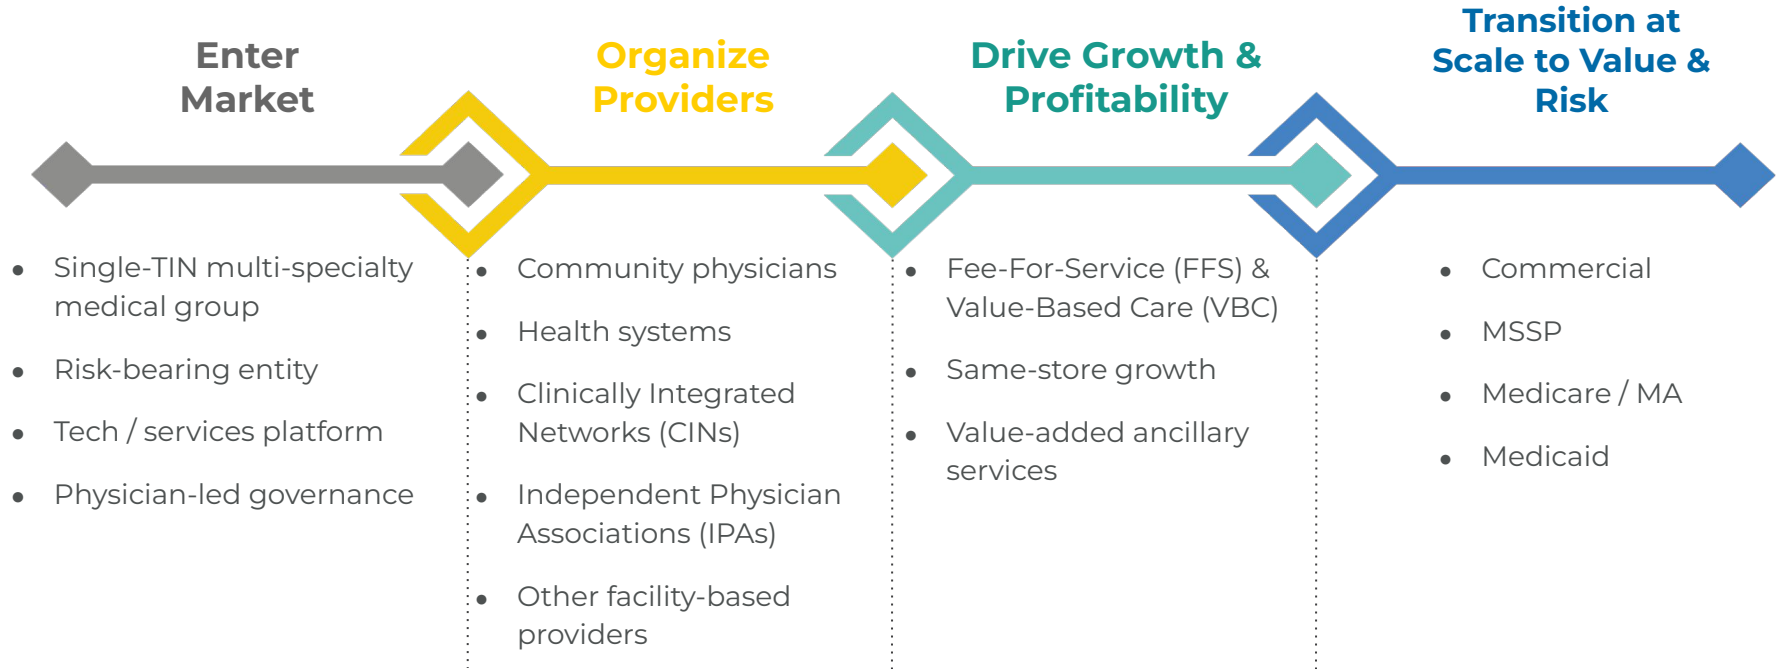 Enter
Market
● Single-TIN multi-specialty
medical group
● Risk-bearing entity
● Tech / services platform
● Physician-led governance
Organize
Providers
● Community physicians
● Health systems
● Clinically Integrated
Networks (CINs)
● Independent Physician
Associations (IPAs)
● Other facility-based
providers
Drive Growth &
Profitability
● Fee-For-Service (FFS) &
Value-Based Care (VBC)
● Same-store growth
● Value-added ancillary
services
Transition at
Scale to Value &
Risk
● Commercial
● MSSP
● Medicare / MA
● Medicaid